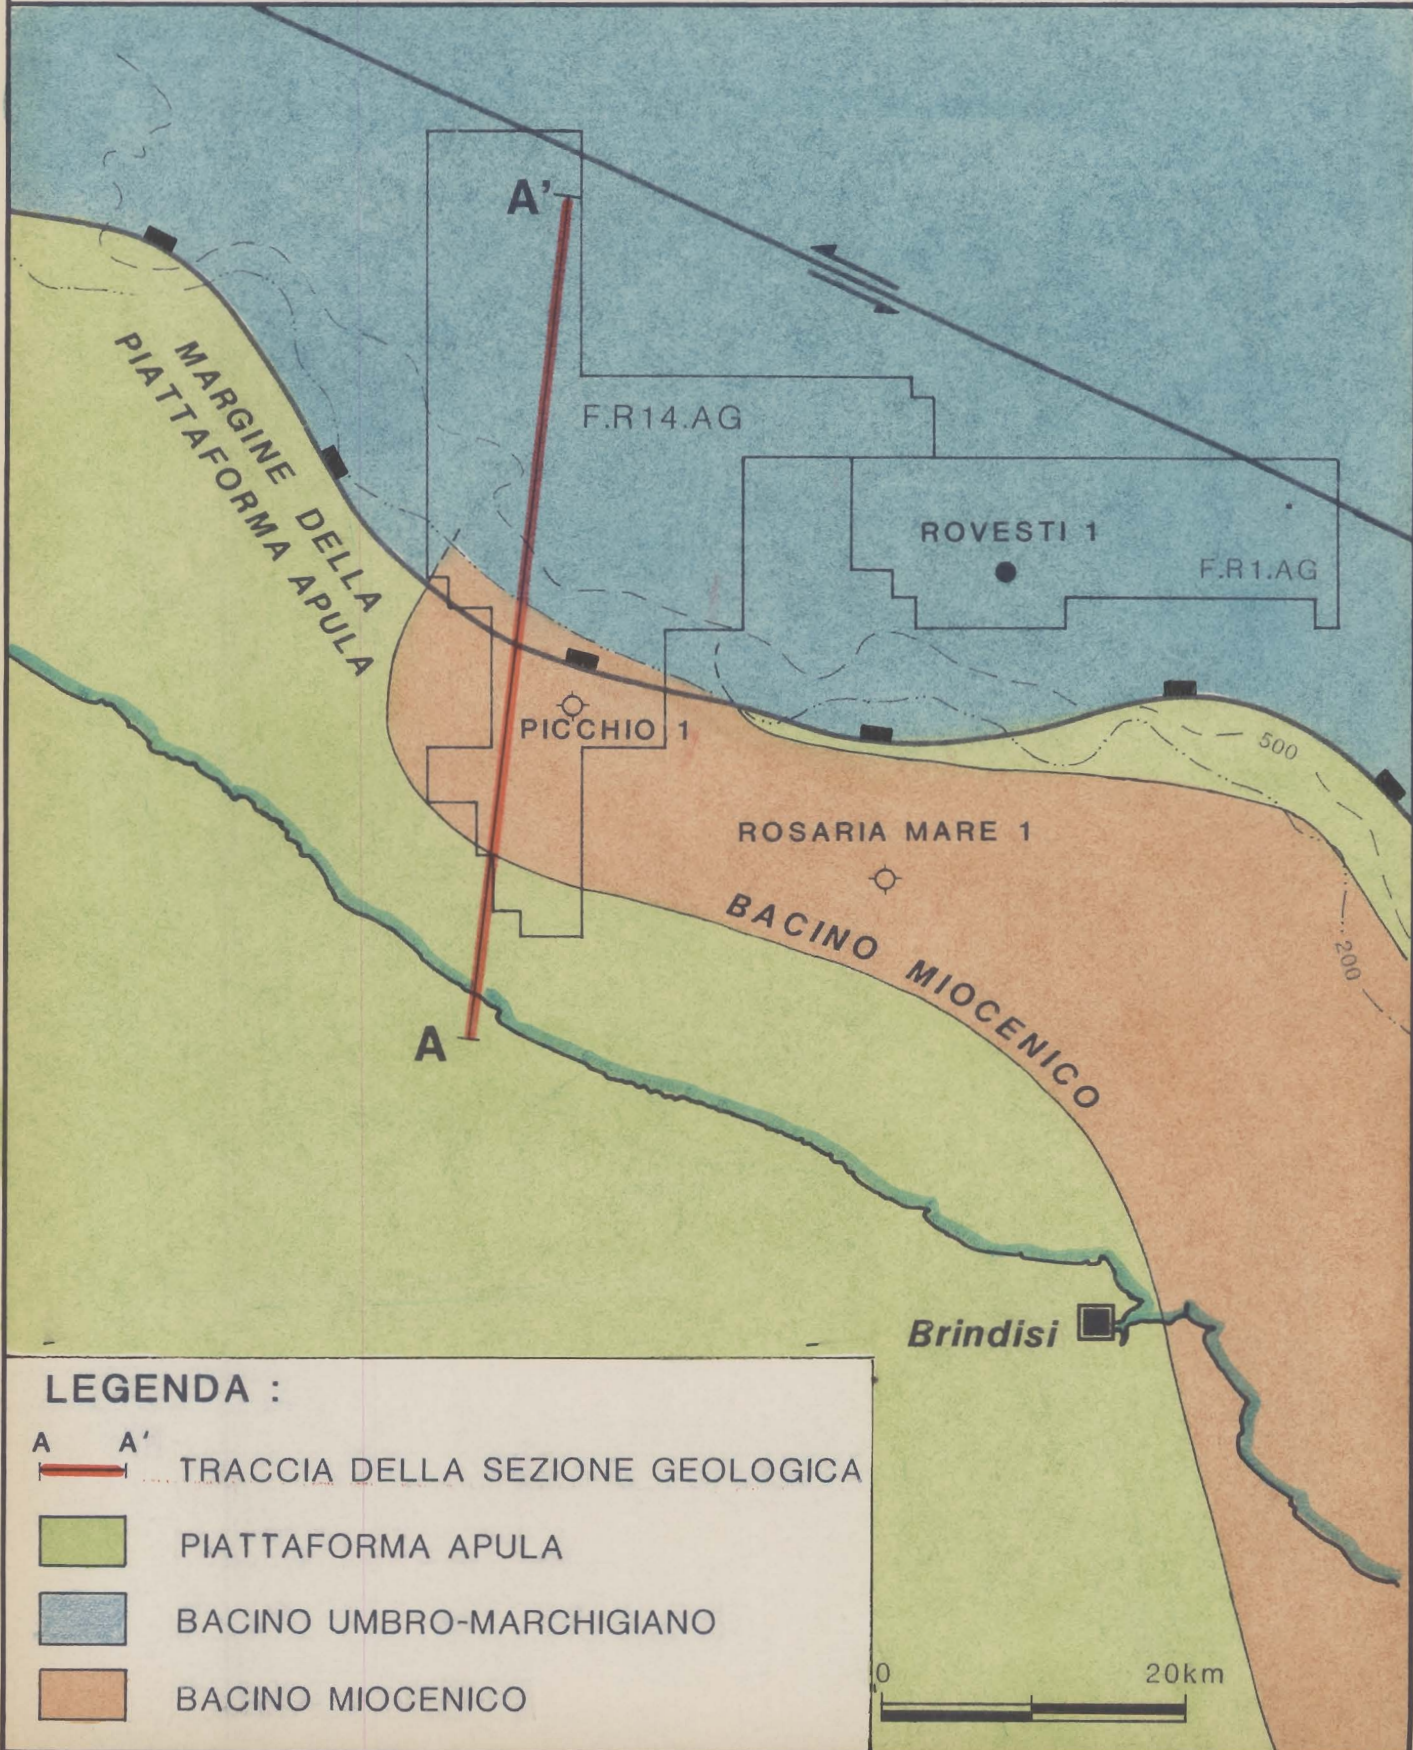 A'
F.R14.AG
MARGINE DELLA
PIATTAFORMA APULA
ROVESTI 1
F.R1.AG
PICCHIO 1
500
ROSARIA MARE 1
BACINO MIOCENICO
200
A
Brindisi
LEGENDA :
A A'
TRACCIA DELLA SEZIONE GEOLOGICA
PIATTAFORMA APULA
BACINO UMBRO-MARCHIGIANO
BACINO MIOCENICO
0 20km